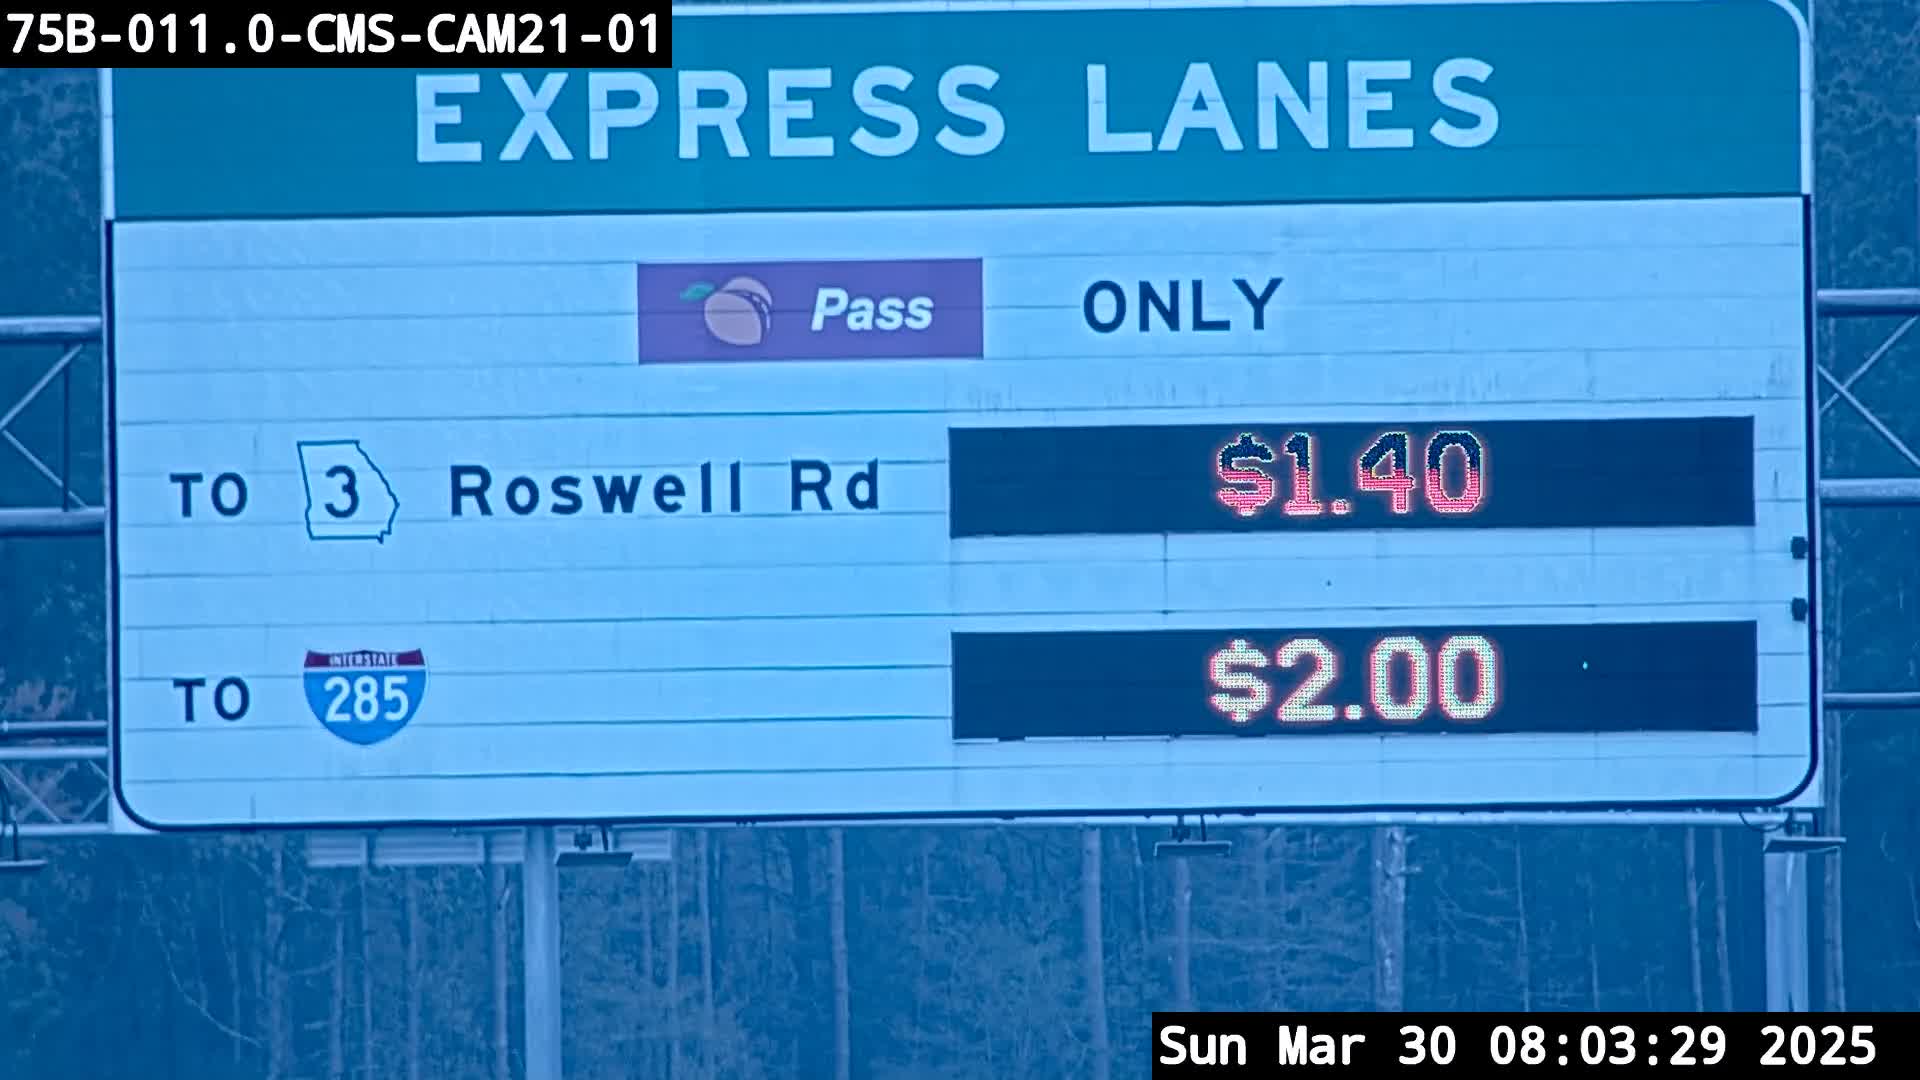 75B-011.0-CMS-CAM21-01
EXPRESS LANES
Pass ONLY
TO 3 Roswell Rd $1.40
INTERSTATE
TO 285 $2.00
Sun Mar 30 08:03:29 2025